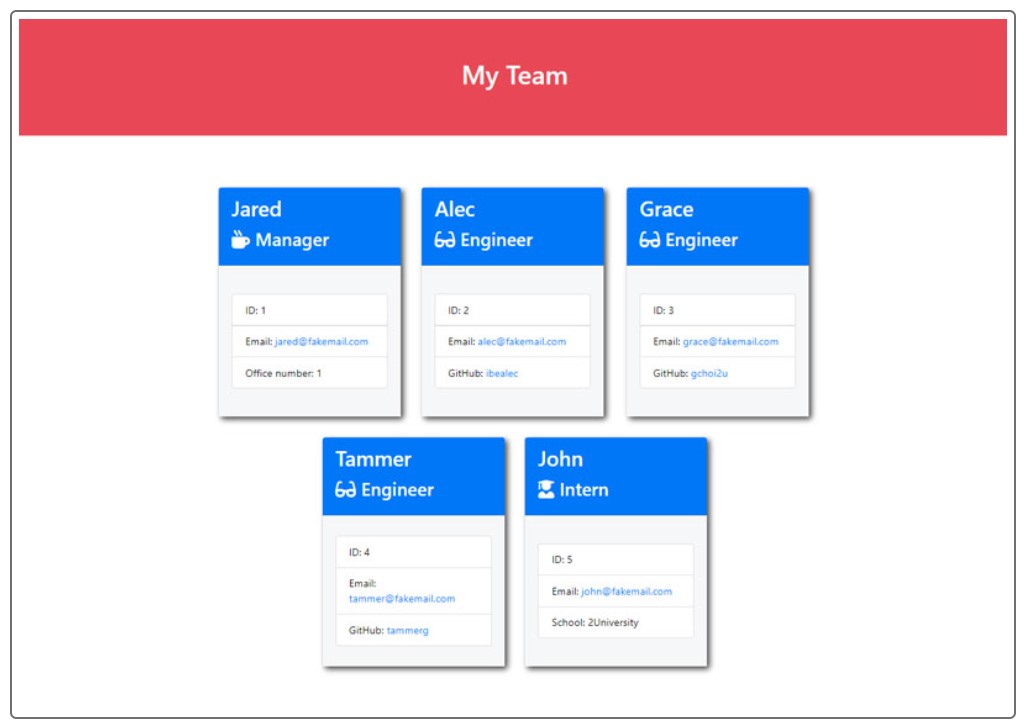 My Team
Jared
Manager
ID: 1
Email: jared@fakemail.com
Office number: 1
Alec
Engineer
ID: 2
Email: alec@fakemail.com
GitHub: ibealec
Grace
Engineer
ID: 3
Email: grace@fakemail.com
GitHub: gchoi2u
Tammer
Engineer
ID: 4
Email:
tammer@fakemail.com
GitHub: tammerg
John
Intern
ID: 5
Email: john@fakemail.com
School: 2University